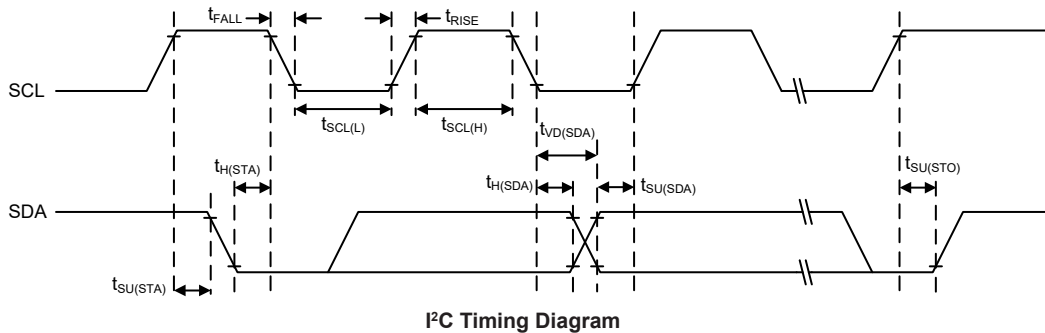 tFALL
tRISE
SCL
tSCL(L)
tSCL(H)
tVD(SDA)
tH(STA)
tH(SDA)
tSU(SDA)
tSU(STO)
SDA
tSU(STA)
I²C Timing Diagram